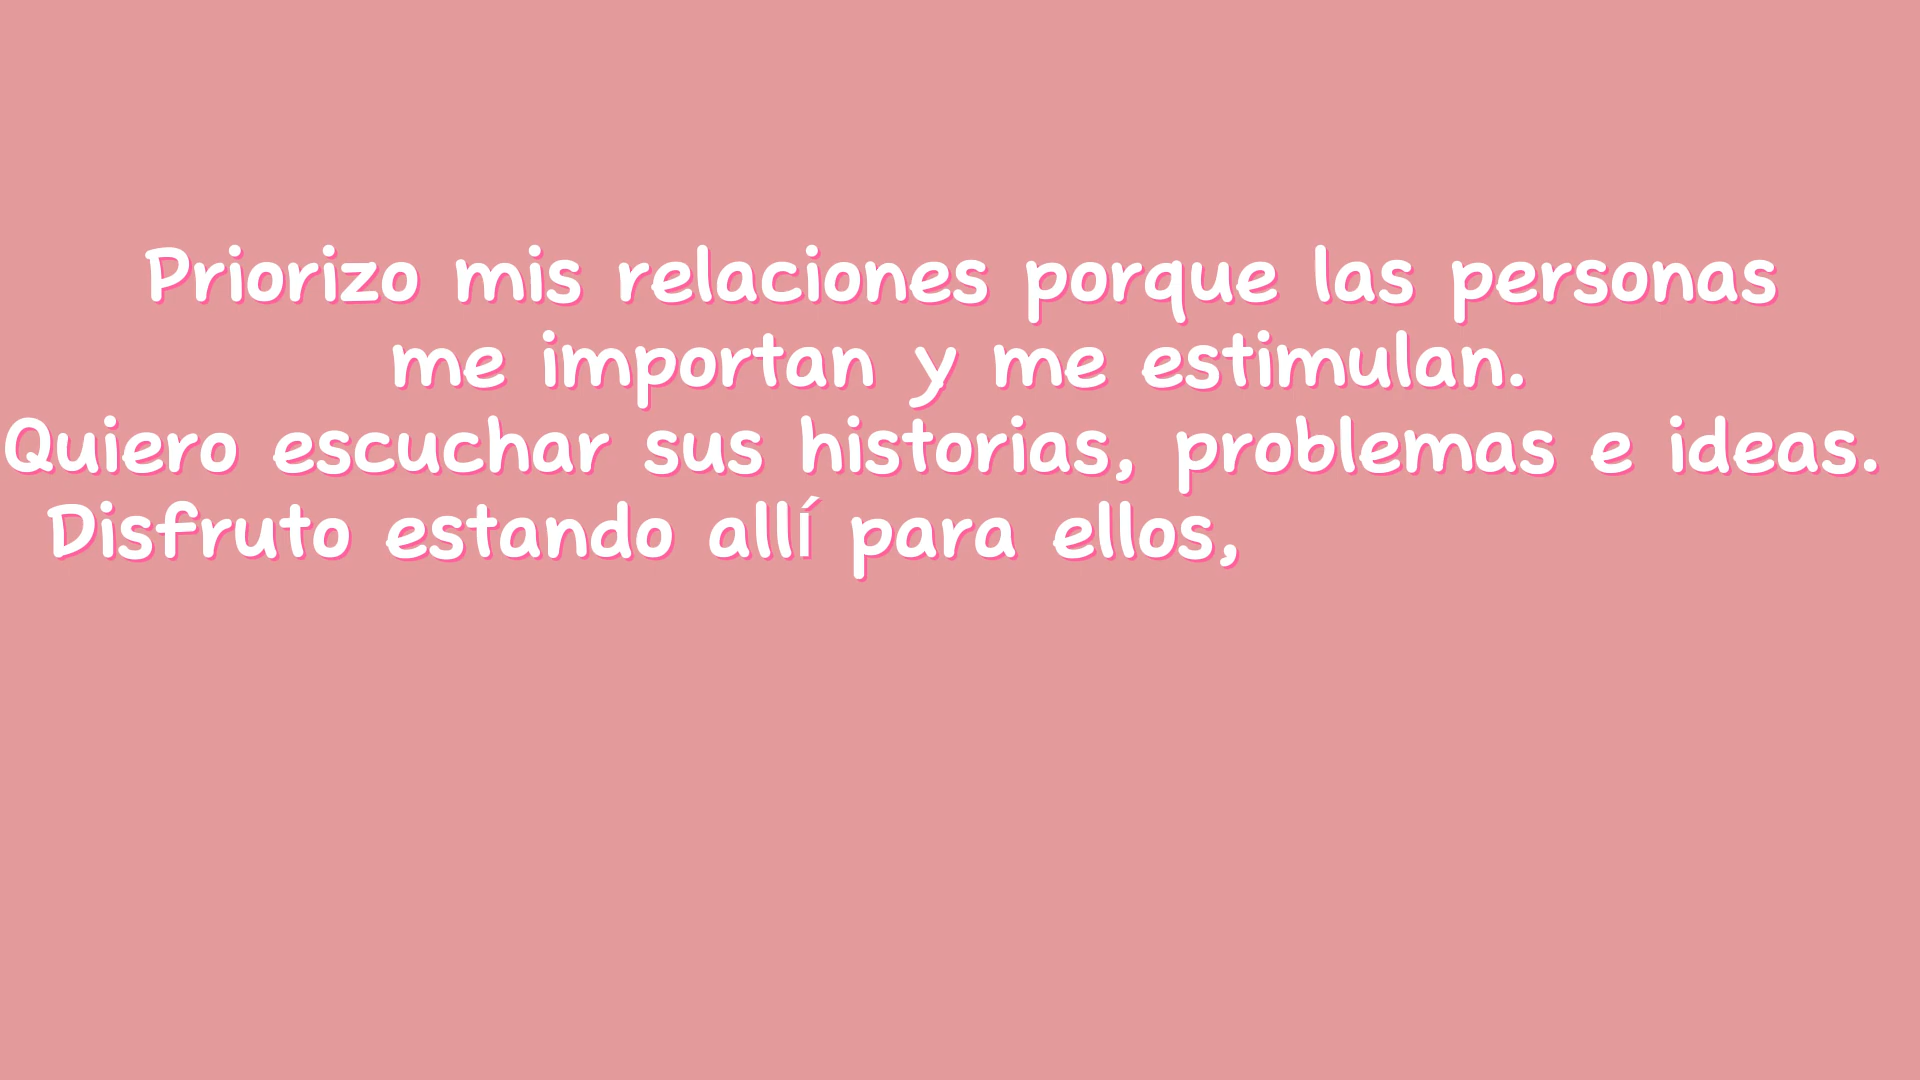 Priorizo mis relaciones porque las personas
me importan y me estimulan.
Quiero escuchar sus historias, problemas e ideas.
Disfruto estando allí para ellos,